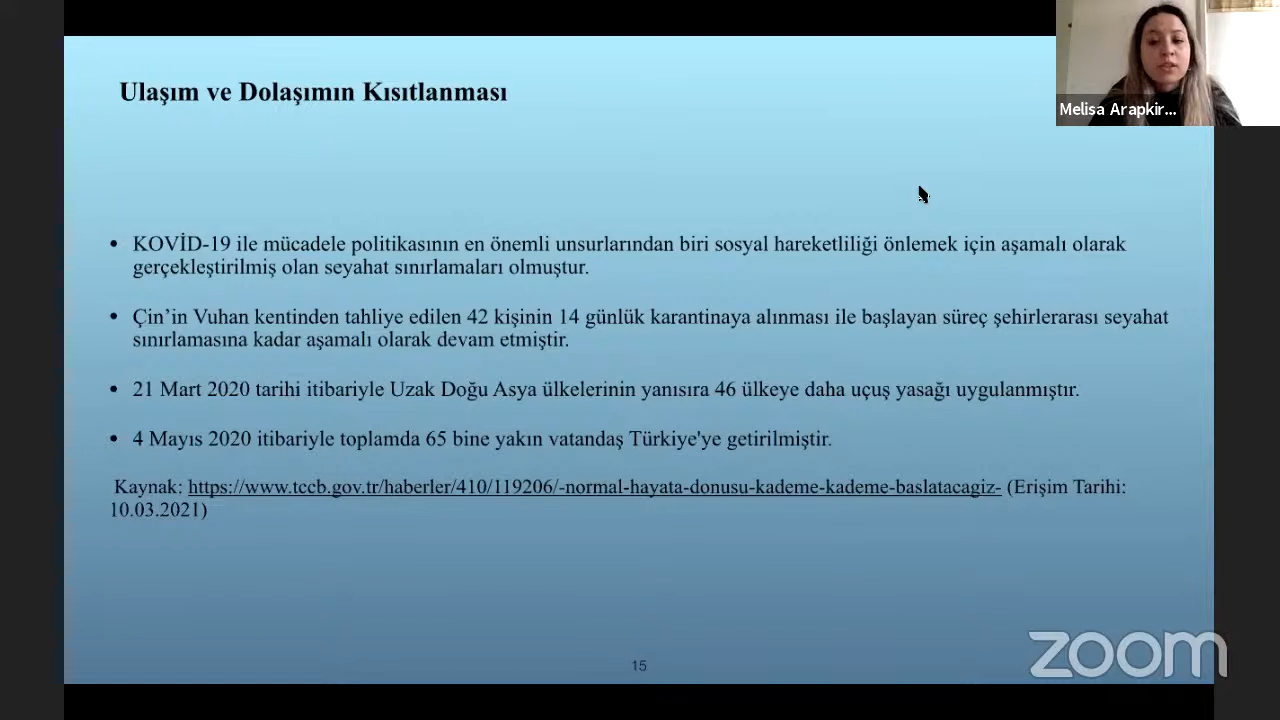 Ulaşım ve Dolaşımın Kısıtlanması
Melisa Arapkir...
• KOVİD-19 ile mücadele politikasının en önemli unsurlarından biri sosyal hareketliliği önlemek için aşamalı olarak
gerçekleştirilmiş olan seyahat sınırlamaları olmuştur.
• Çin’in Vuhan kentinden tahliye edilen 42 kişinin 14 günlük karantinaya alınması ile başlayan süreç şehirlerarası seyahat
sınırlamasına kadar aşamalı olarak devam etmiştir.
• 21 Mart 2020 tarihi itibariyle Uzak Doğu Asya ülkelerinin yanısıra 46 ülkeye daha uçuş yasağı uygulanmıştır.
• 4 Mayıs 2020 itibariyle toplamda 65 bine yakın vatandaş Türkiye'ye getirilmiştir.
Kaynak: https://www.tccb.gov.tr/haberler/410/119206/-normal-hayata-donusu-kademe-kademe-baslatacagiz- (Erişim Tarihi:
10.03.2021)
15
zoom